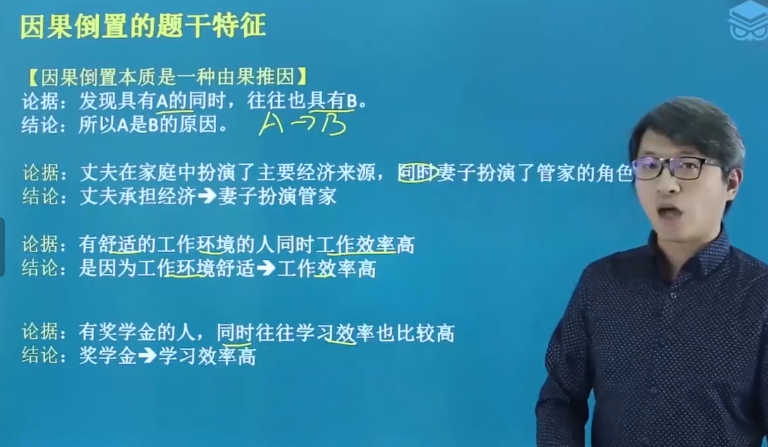 因果倒置的题干特征
【因果倒置本质是一种由果推因】
论据：发现具有A的同时，往往也具有B。
结论：所以A是B的原因。 A→B
论据：丈夫在家庭中扮演了主要经济来源，同时妻子扮演了管家的角色
结论：丈夫承担经济→妻子扮演管家
论据：有舒适的工作环境的人同时工作效率高
结论：是因为工作环境舒适→工作效率高
论据：有奖学金的人，同时往往学习效率也比较高
结论：奖学金→学习效率高